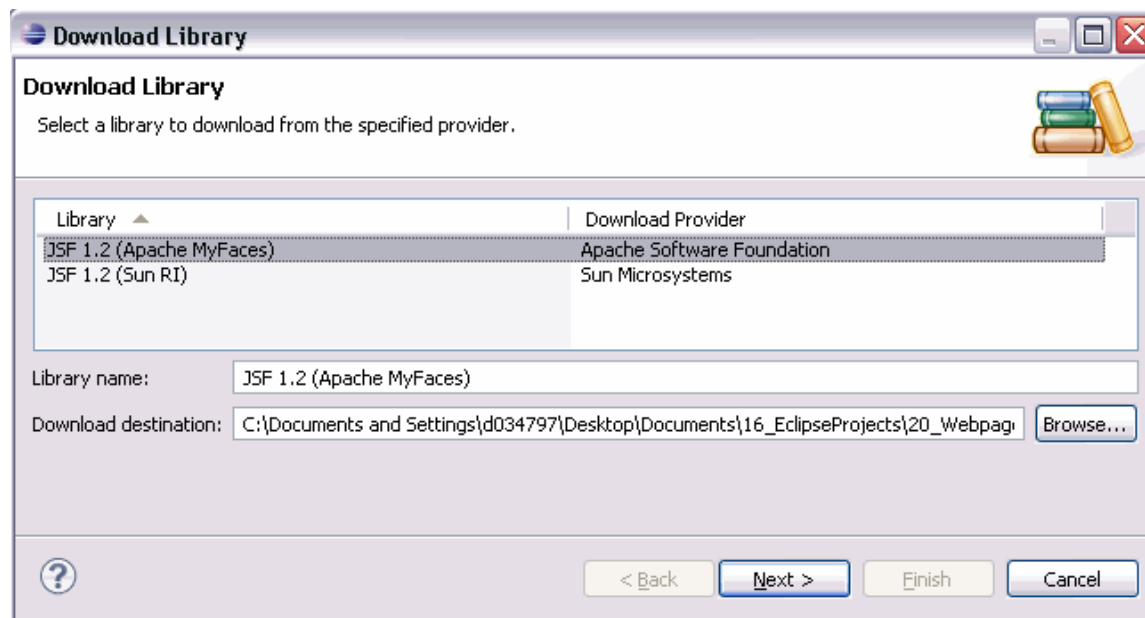 Download Library
Download Library
Select a library to download from the specified provider.
Library Download Provider
JSF 1.2 (Apache MyFaces) Apache Software Foundation
JSF 1.2 (Sun RI) Sun Microsystems
Library name: JSF 1.2 (Apache MyFaces)
Download destination: C:\Documents and Settings\d034797\Desktop\Documents\16_EclipseProjects\20_Webpag Browse...
? < Back Next > Finish Cancel